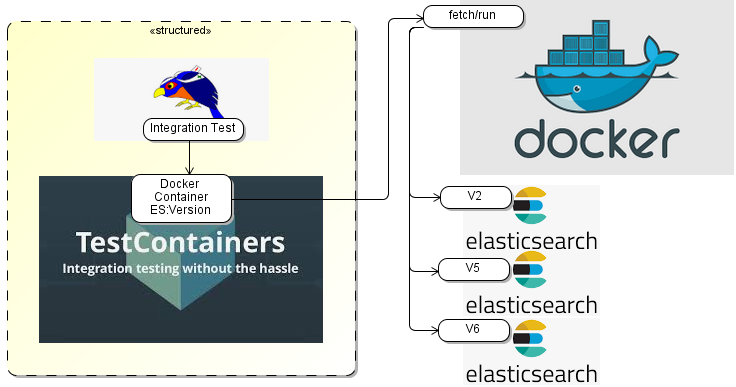 «structured»
Integration Test
Docker
Container
ES:Version
TestContainers
Integration testing without the hassle
fetch/run
docker
V2
elasticsearch
V5
elasticsearch
V6
elasticsearch